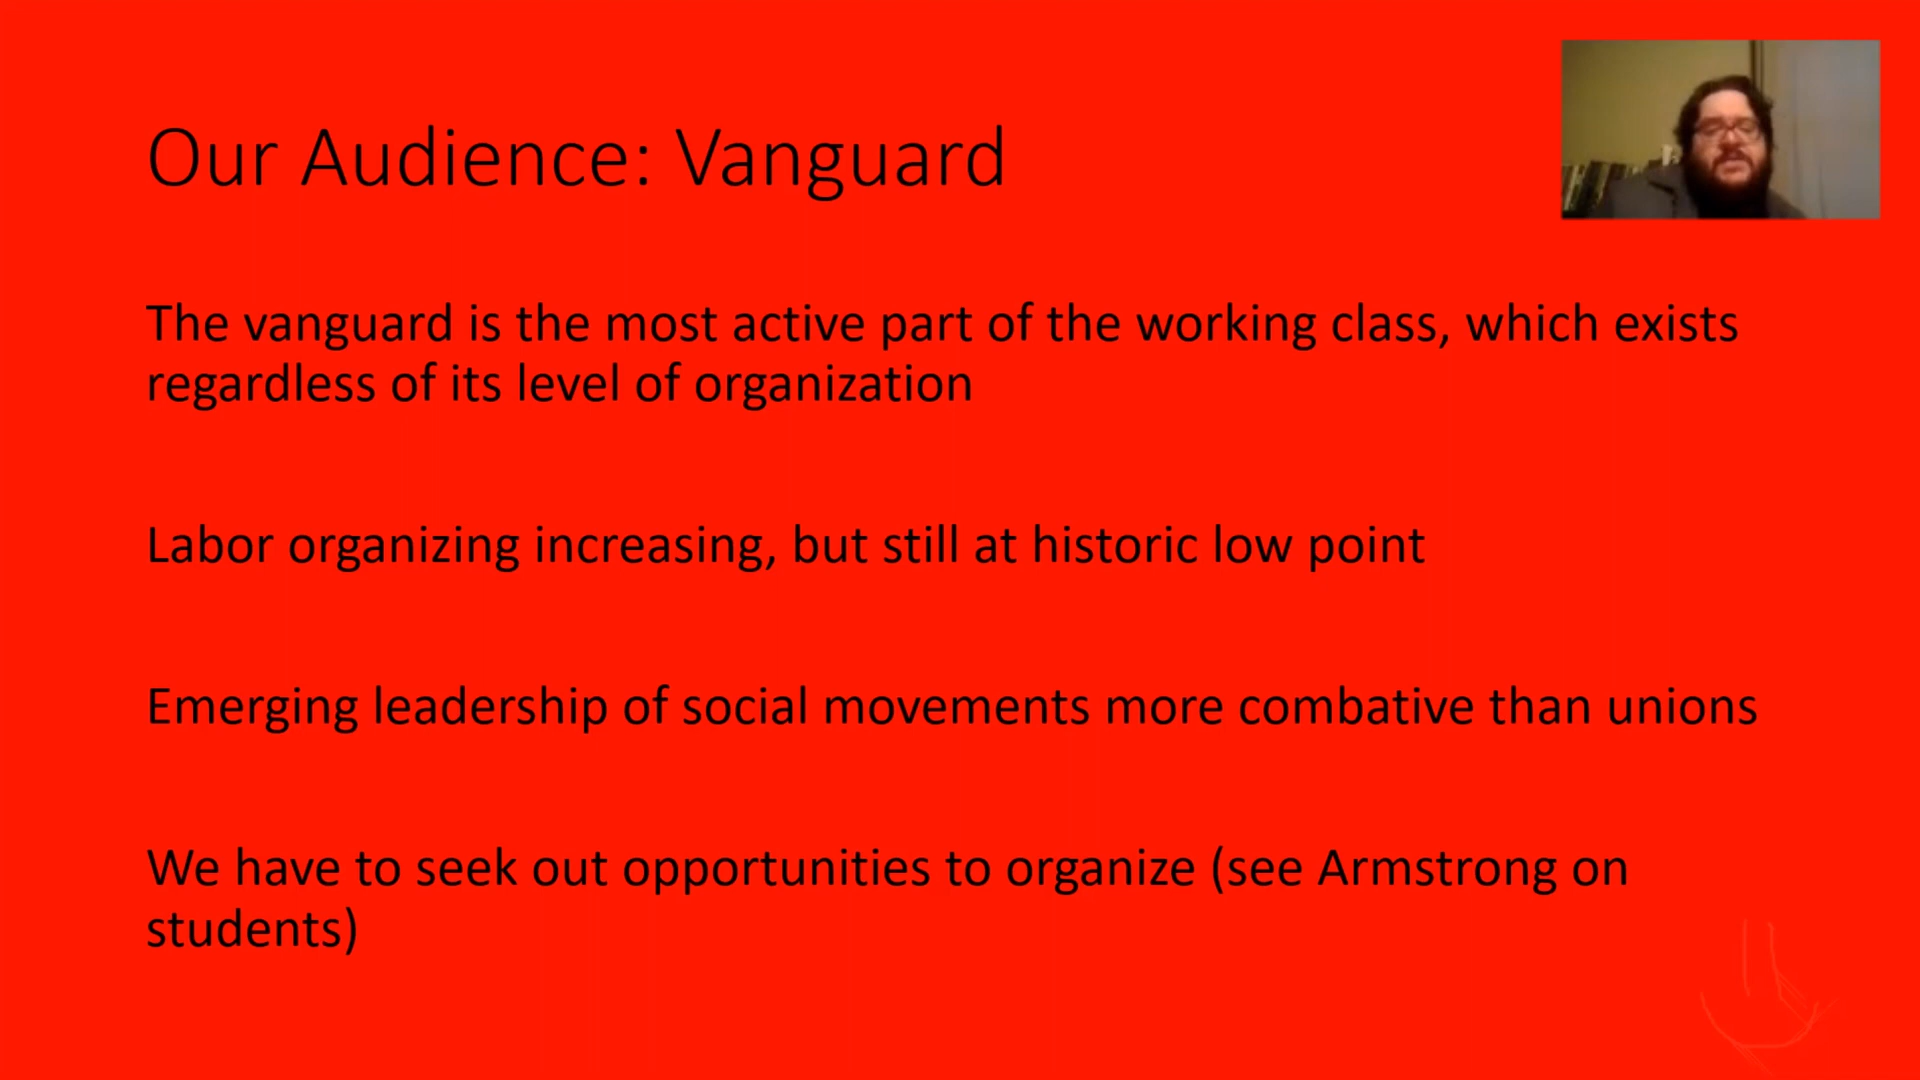 Our Audience: Vanguard
The vanguard is the most active part of the working class, which exists
regardless of its level of organization
Labor organizing increasing, but still at historic low point
Emerging leadership of social movements more combative than unions
We have to seek out opportunities to organize (see Armstrong on
students)